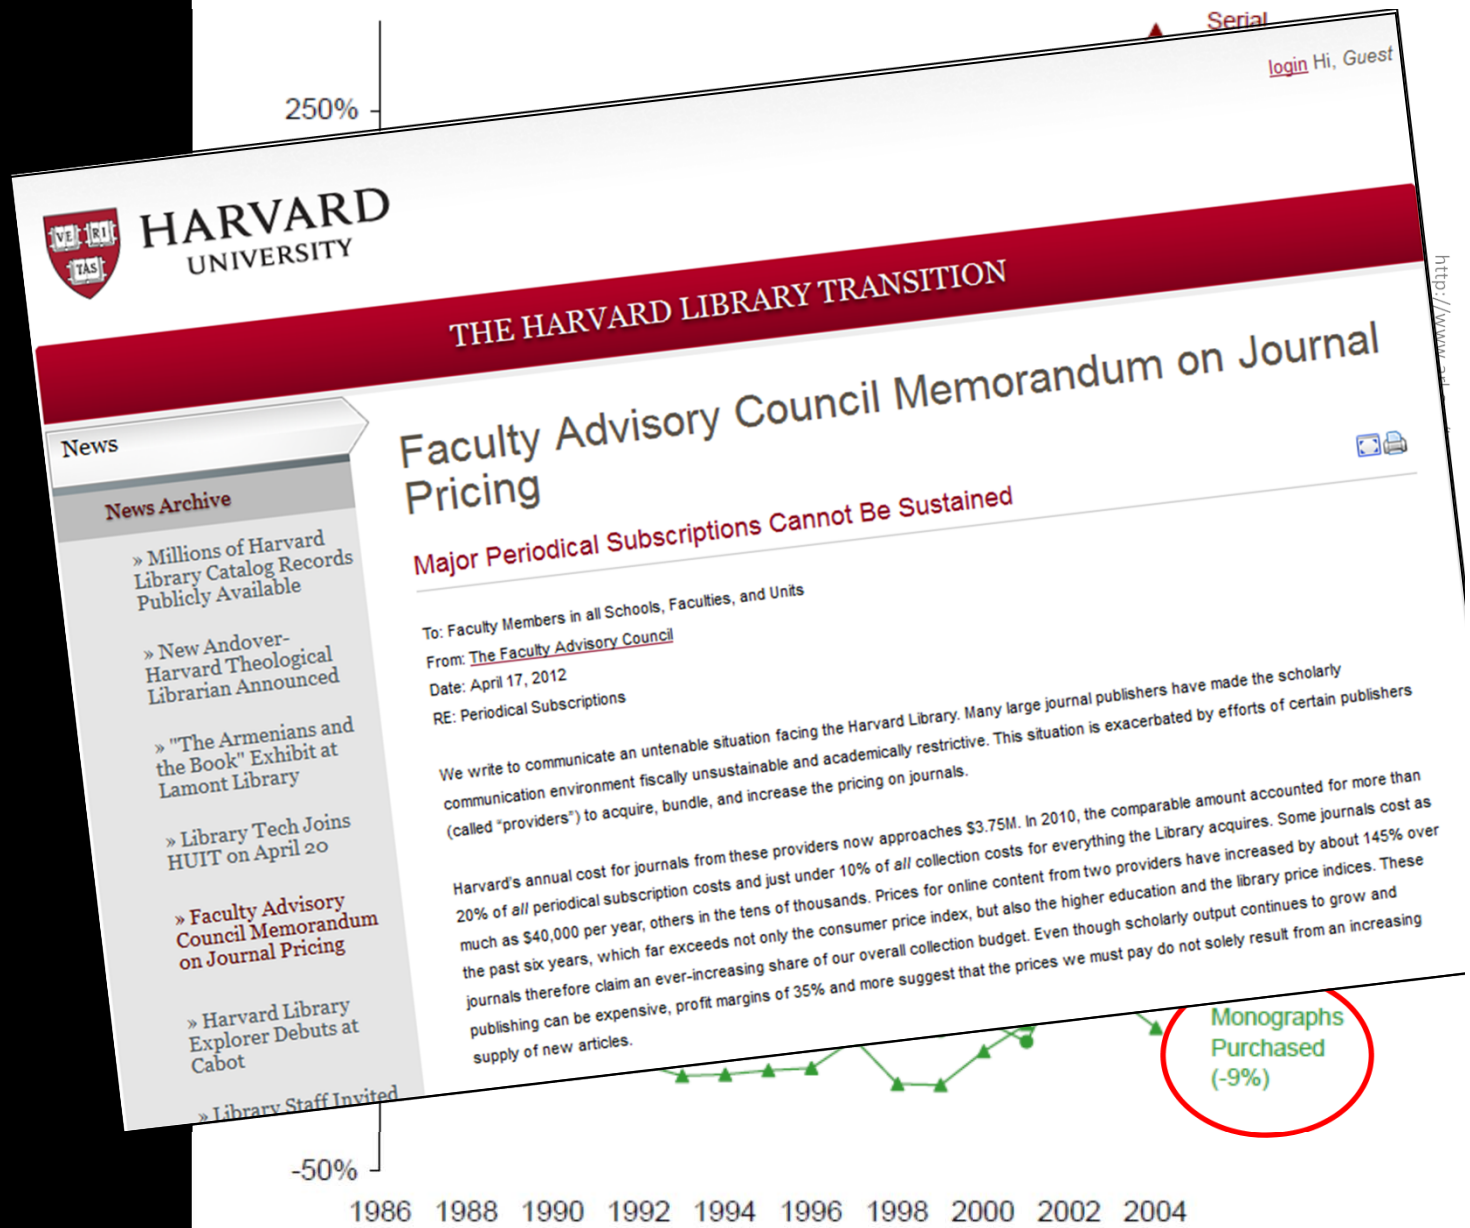 Serial
250%
login Hi, Guest
VE RI
TAS
HARVARD
UNIVERSITY
THE HARVARD LIBRARY TRANSITION
News
News Archive
» Millions of Harvard
Library Catalog Records
Publicly Available
» New Andover-
Harvard Theological
Librarian Announced
» "The Armenians and
the Book" Exhibit at
Lamont Library
» Library Tech Joins
HUIT on April 20
» Faculty Advisory
Council Memorandum
on Journal Pricing
» Harvard Library
Explorer Debuts at
Cabot
» Library Staff Invited
Faculty Advisory Council Memorandum on Journal
Pricing
Major Periodical Subscriptions Cannot Be Sustained
To: Faculty Members in all Schools, Faculties, and Units
From: The Faculty Advisory Council
Date: April 17, 2012
RE: Periodical Subscriptions
We write to communicate an untenable situation facing the Harvard Library. Many large journal publishers have made the scholarly
communication environment fiscally unsustainable and academically restrictive. This situation is exacerbated by efforts of certain publishers
(called "providers") to acquire, bundle, and increase the pricing on journals.
Harvard's annual cost for journals from these providers now approaches $3.75M. In 2010, the comparable amount accounted for more than
20% of all periodical subscription costs and just under 10% of all collection costs for everything the Library acquires. Some journals cost as
much as $40,000 per year, others in the tens of thousands. Prices for online content from two providers have increased by about 145% over
the past six years, which far exceeds not only the consumer price index, but also the higher education and the library price indices. These
journals therefore claim an ever-increasing share of our overall collection budget. Even though scholarly output continues to grow and
publishing can be expensive, profit margins of 35% and more suggest that the prices we must pay do not solely result from an increasing
supply of new articles.
http://www.arl
Monographs
Purchased
(-9%)
-50%
1986 1988 1990 1992 1994 1996 1998 2000 2002 2004